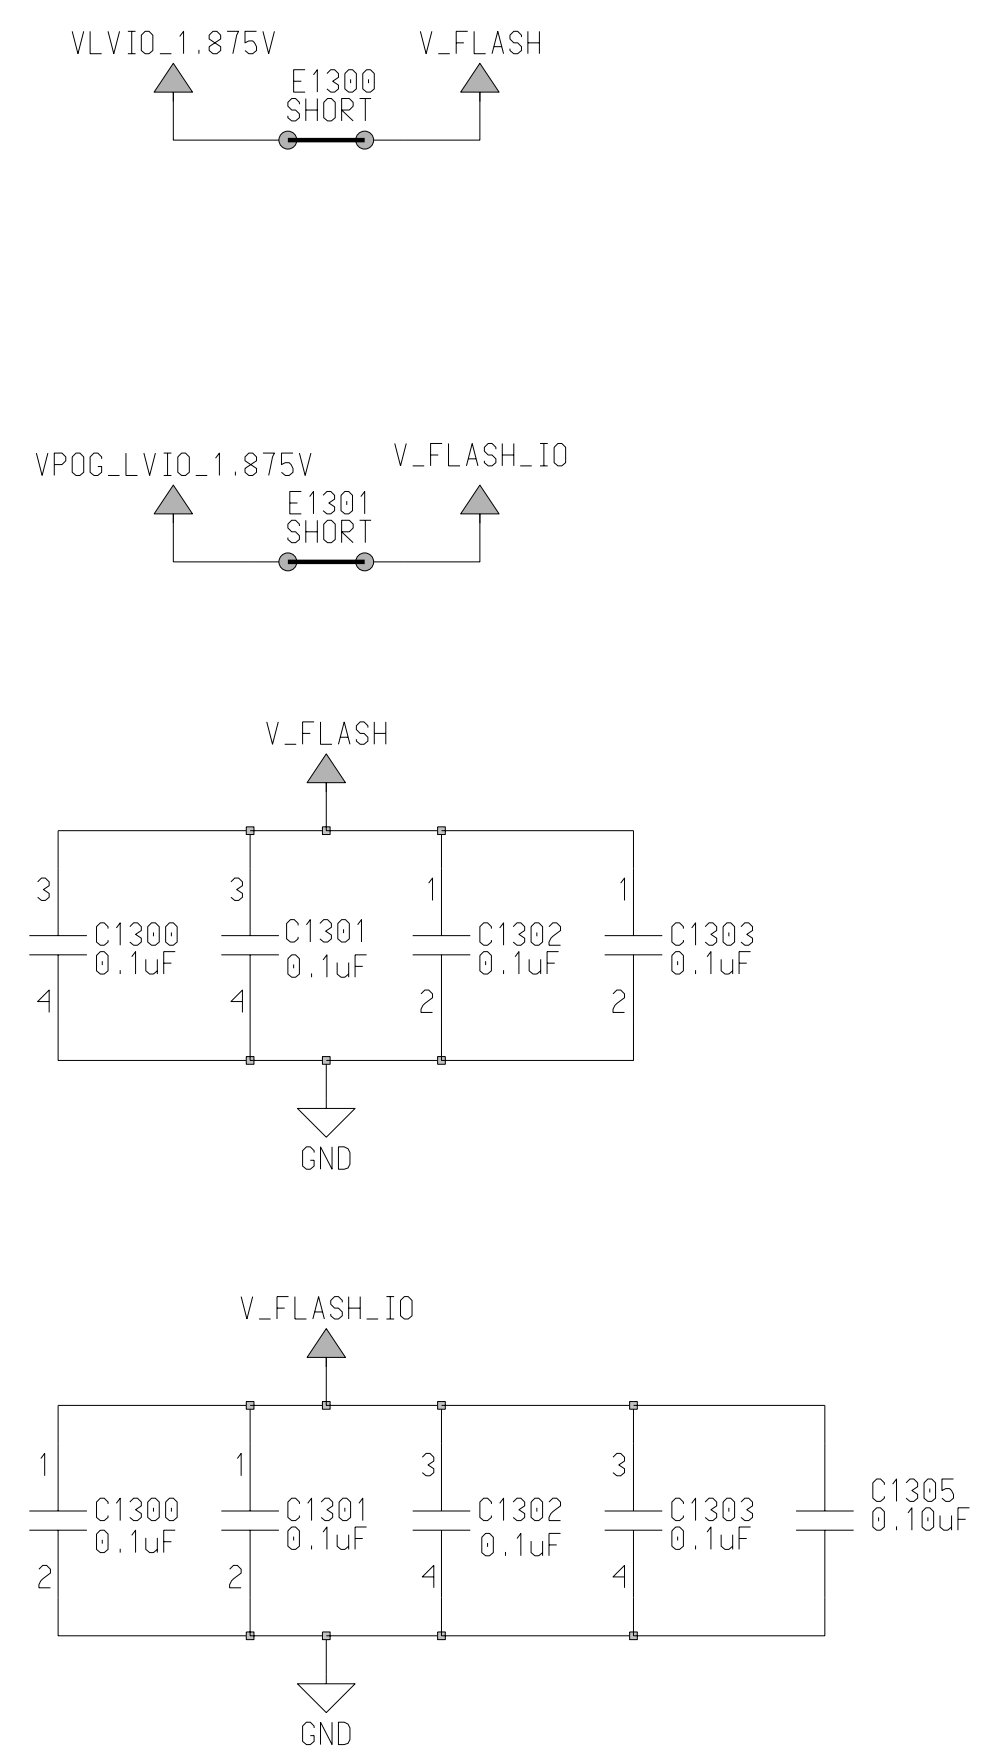 VLVIO_1.875V
V_FLASH
E1300
SHORT
VPOG_LVIO_1.875V
V_FLASH_IO
E1301
SHORT
V_FLASH
3
3
1
1
C1300
0.1uF
C1301
0.1uF
C1302
0.1uF
C1303
0.1uF
4
4
2
2
GND
V_FLASH_IO
1
1
3
3
C1300
0.1uF
C1301
0.1uF
C1302
0.1uF
C1303
0.1uF
C1305
0.10uF
2
2
4
4
GND